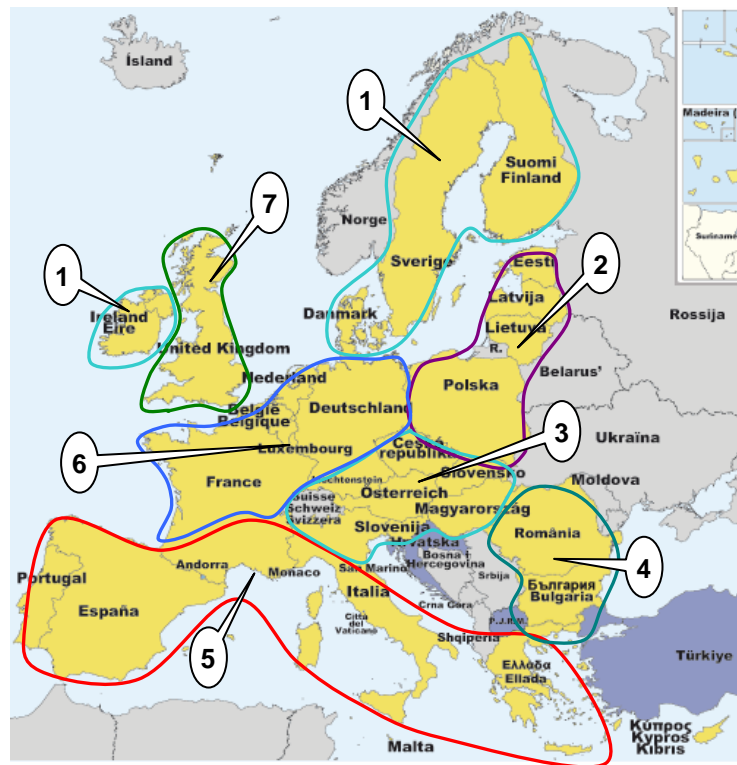 Ísland
Madeira (
1
Suomi
Finland
7
Norge
Suriname
Sverige
Eesti
2
1
Latvija
Ireland
Éire
Danmark
Lietuva
Rossija
R.
United Kingdom
Belarus'
Nederland
Polska
België
Belgique
Deutschland
3
Česká
republika
Ukraïna
6
Luxembourg
Slovensko
Moldova
France
Liechtenstein
Österreich
Suisse
Schweiz
Svizzera
Magyarország
Slovenija
România
Hrvatska
Bosna i
Hercegovina
Andorra
Monaco
San Marino
Srbija
4
Portugal
България
Bulgaria
España
Italia
Crna Gora
Città
del
Vaticano
P.J.R.M.
5
Shqipëria
Türkiye
Ελλάδα
Ellada
Κύπρος
Kypros
Kibris
Malta